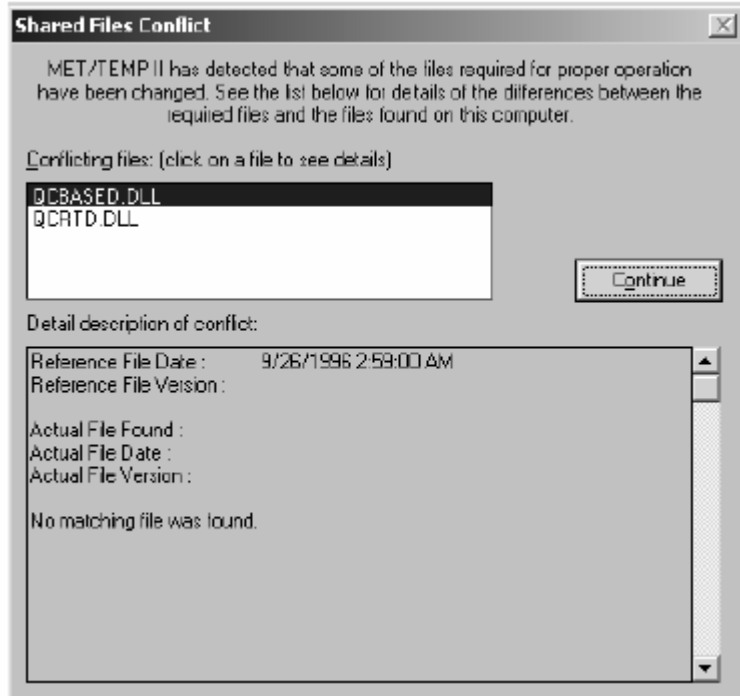 Shared Files Conflict
MET/TEMP II has detected that some of the files required for proper operation
have been changed. See the list below for details of the differences between the
required files and the files found on this computer.
Conflicting files: (click on a file to see details)
QCBASED.DLL
QCRTD.DLL
Continue
Detail description of conflict:
Reference File Date : 9/26/1996 2:59:00 AM
Reference File Version :
Actual File Found :
Actual File Date :
Actual File Version :
No matching file was found.